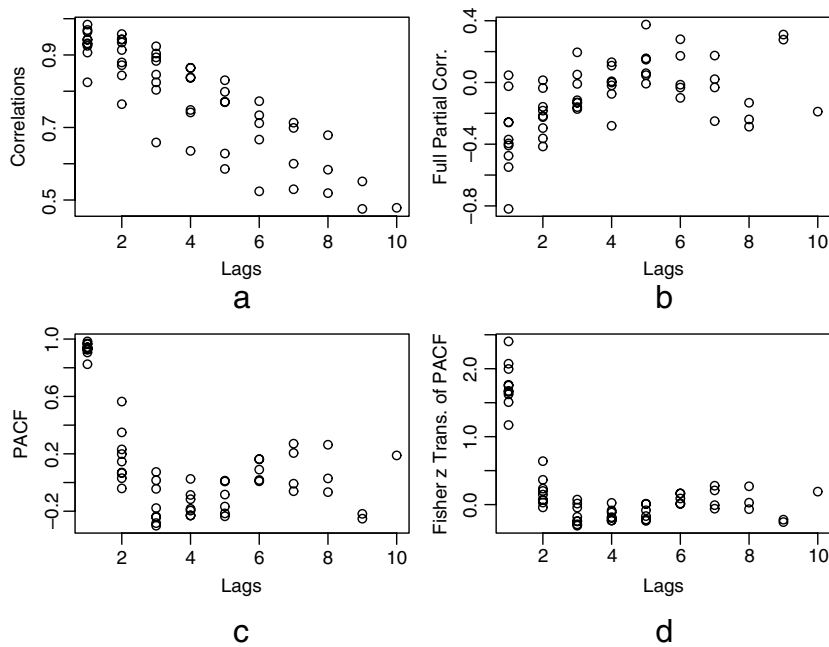 Correlations
0.9
0.7
0.5
2 4 6 8 10
Lags
a
Full Partial Corr.
0.4
0.0
−0.4
−0.8
2 4 6 8 10
Lags
b
PACF
1.0
0.6
0.2
−0.2
2 4 6 8 10
Lags
c
Fisher z Trans. of PACF
2.0
1.0
0.0
2 4 6 8 10
Lags
d